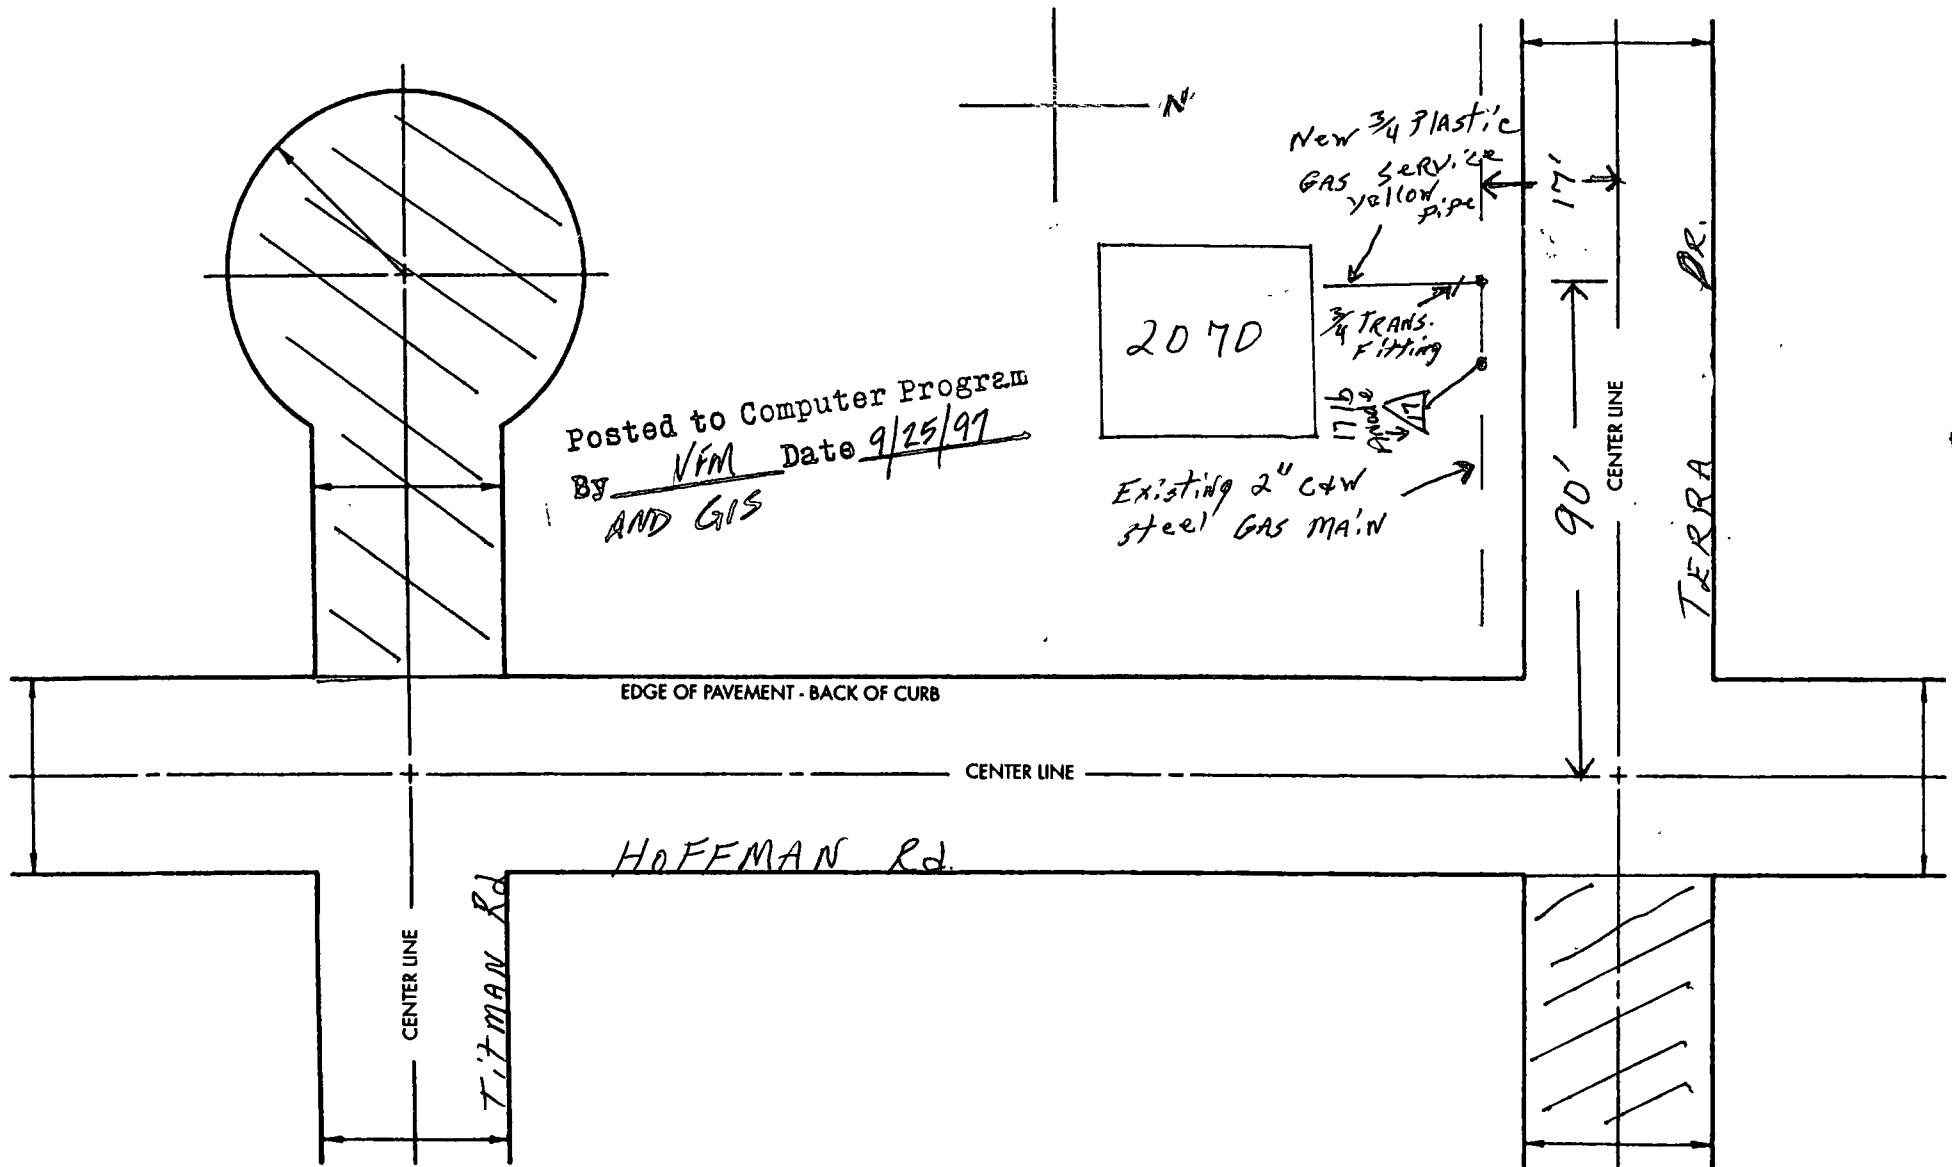 N
New 3/4 Plastic
GAS SERVICE
yellow
pipe
17'
2070
3/4 TRANS.
Fitting
17 lb
Anode
17
Existing 2" C&W
steel GAS MAIN
90'
CENTER LINE
TERRA DR.
Posted to Computer Program
By VFM Date 9/25/97
AND GIS
EDGE OF PAVEMENT - BACK OF CURB
CENTER LINE
HOFFMAN Rd.
CENTER LINE
TiTMAN Rd